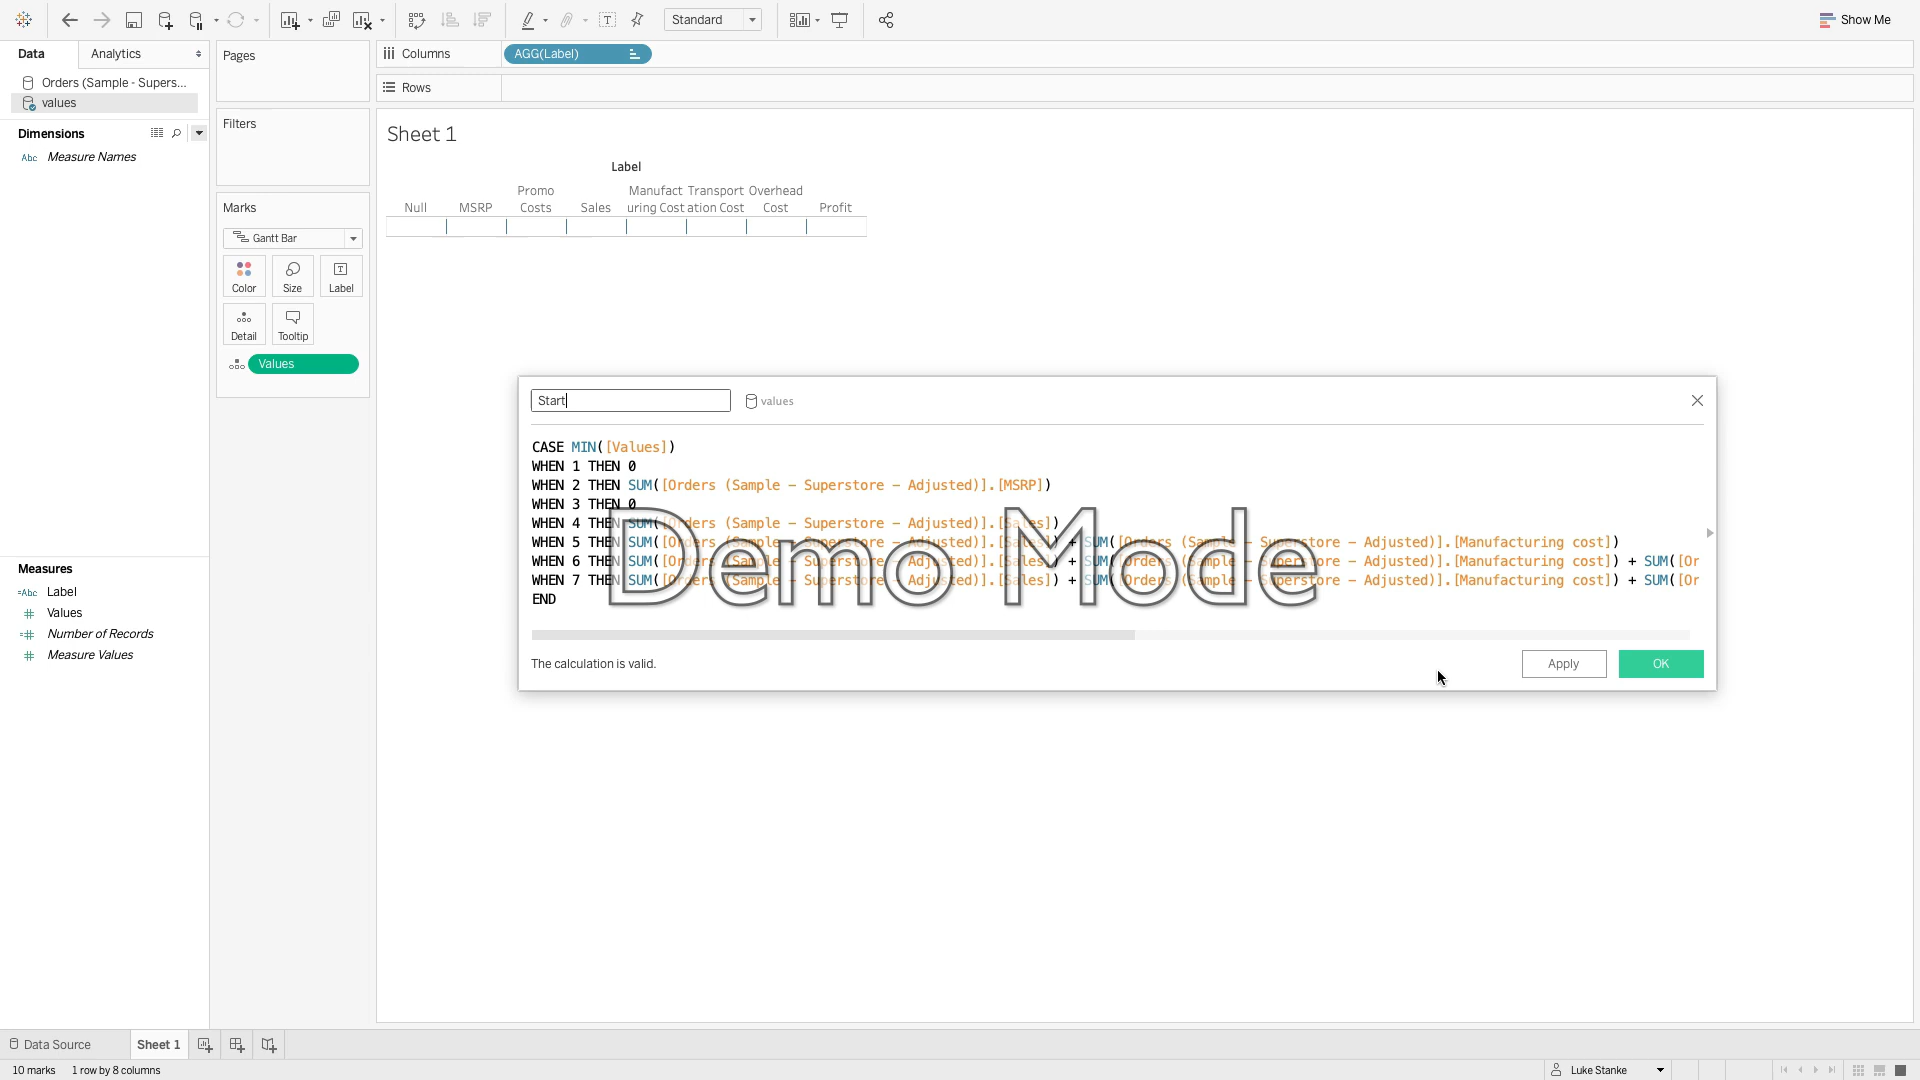 Standard
Show Me
Data
Analytics
Orders (Sample - Supers...
values
Dimensions
Abc Measure Names
Measures
=Abc Label
# Values
=# Number of Records
# Measure Values
Pages
Filters
Marks
Gantt Bar
Color
Size
Label
Detail
Tooltip
Values
Columns
AGG(Label)
Rows
Sheet 1
Label
Null
MSRP
Promo
Costs
Sales
Manufact
uring Cost
Transport
ation Cost
Overhead
Cost
Profit
Start
values
CASE MIN([Values])
WHEN 1 THEN 0
WHEN 2 THEN SUM([Orders (Sample - Superstore - Adjusted)].[MSRP])
WHEN 3 THEN 0
WHEN 4 THEN SUM([Orders (Sample - Superstore - Adjusted)].[Sales])
WHEN 5 THEN SUM([Orders (Sample - Superstore - Adjusted)].[Sales]) + SUM([Orders (Sample - Superstore - Adjusted)].[Manufacturing cost])
WHEN 6 THEN SUM([Orders (Sample - Superstore - Adjusted)].[Sales]) + SUM([Orders (Sample - Superstore - Adjusted)].[Manufacturing cost]) + SUM([Or
WHEN 7 THEN SUM([Orders (Sample - Superstore - Adjusted)].[Sales]) + SUM([Orders (Sample - Superstore - Adjusted)].[Manufacturing cost]) + SUM([Or
END
Demo Mode
The calculation is valid.
Apply
OK
Data Source
Sheet 1
10 marks
1 row by 8 columns
Luke Stanke